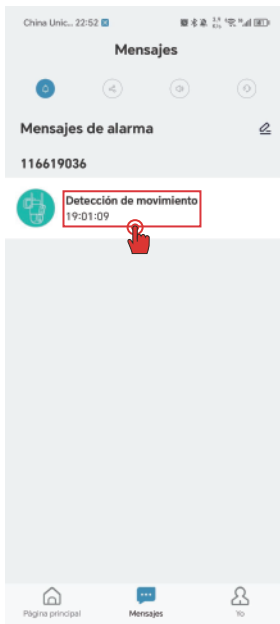 China Unic... 22:52
Mensajes
Mensajes de alarma
116619036
Detección de movimiento
19:01:09
Página principal
Mensajes
Yo